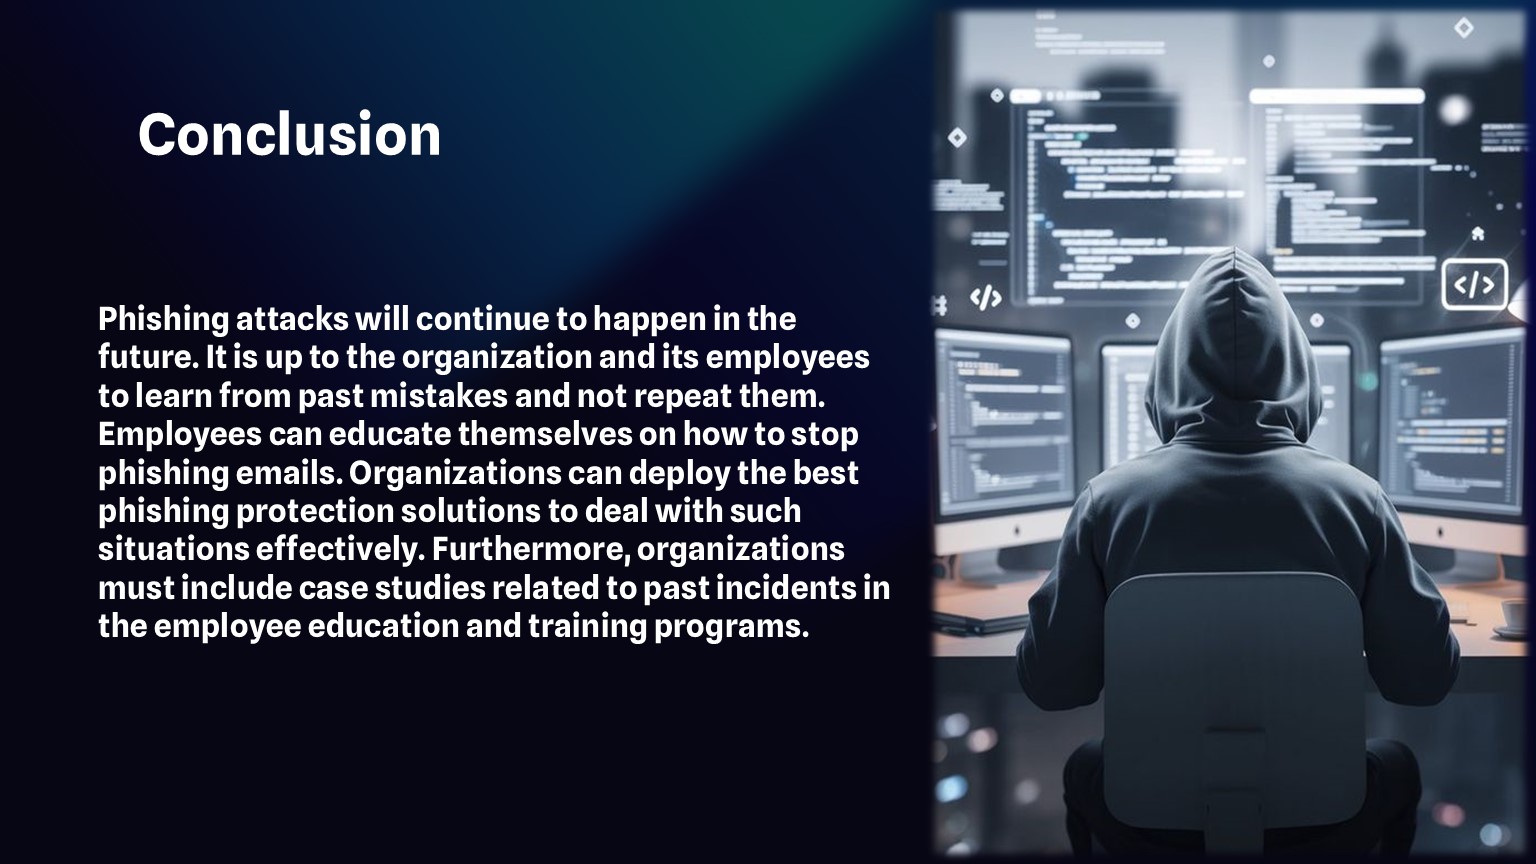 Conclusion
Phishing attacks will continue to happen in the
future. It is up to the organization and its employees
to learn from past mistakes and not repeat them.
Employees can educate themselves on how to stop
phishing emails. Organizations can deploy the best
phishing protection solutions to deal with such
situations effectively. Furthermore, organizations
must include case studies related to past incidents in
the employee education and training programs.